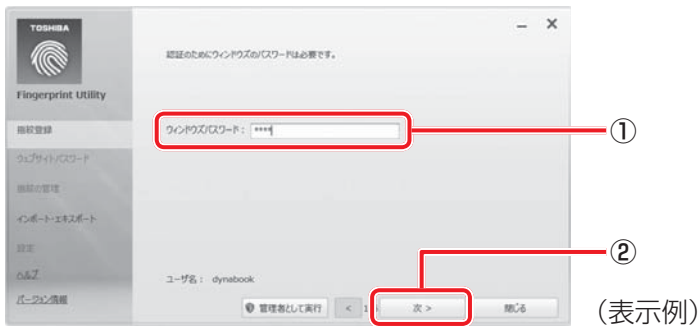 TOSHIBA
Fingerprint Utility
認証のためにウィンドウズのパスワードは必要です。
指紋登録
ウィンドウズパスワード： ****
①
ウェブサイトパスワード
指紋の管理
インポート・エキスポート
設定
ヘルプ
バージョン情報
ユーザ名： dynabook
②
管理者として実行
<
次 >
閉じる
（表示例）